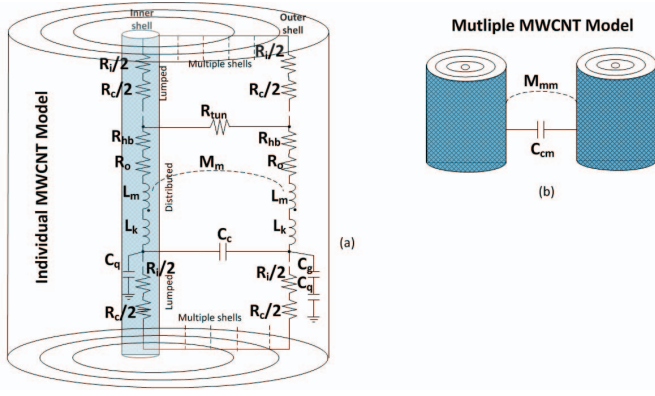 Inner
shell
Outer
shell
(a)
Mutliple MWCNT Model
Individual MWCNT Model
Ri/2
Lumped
Multiple shells
Ri/2
Rc/2
Rc/2
Rtun
Rhb
Rhb
Ro
Mm
Ro
Distributed
Lm
Lm
Lk
Lk
Cc
Cq
Ri/2
Lumped
Ri/2
Cg
Cq
Rc/2
Multiple shells
Rc/2
Mmm
Ccm
(b)
(a)